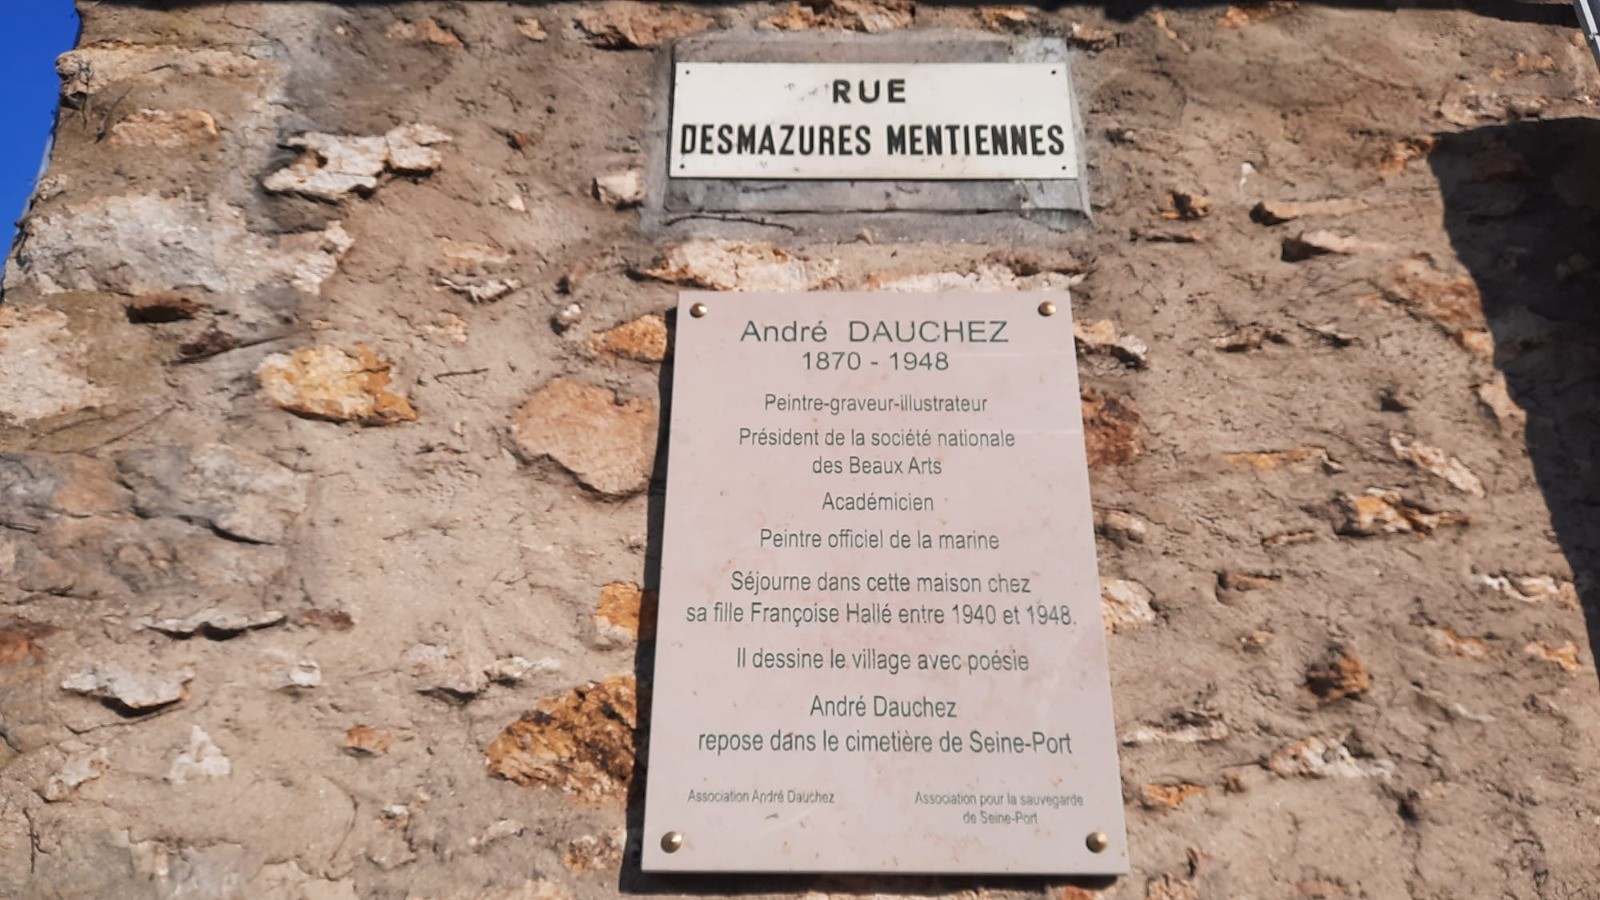 RUE
DESMAZURES MENTIENNES
André DAUCHEZ
1870 - 1948
Peintre-graveur-illustrateur
Président de la société nationale
des Beaux Arts
Académicien
Peintre officiel de la marine
Séjourne dans cette maison chez
sa fille Françoise Hallé entre 1940 et 1948.
Il dessine le village avec poésie
André Dauchez
repose dans le cimetière de Seine-Port
Association André Dauchez
Association pour la sauvegarde
de Seine-Port